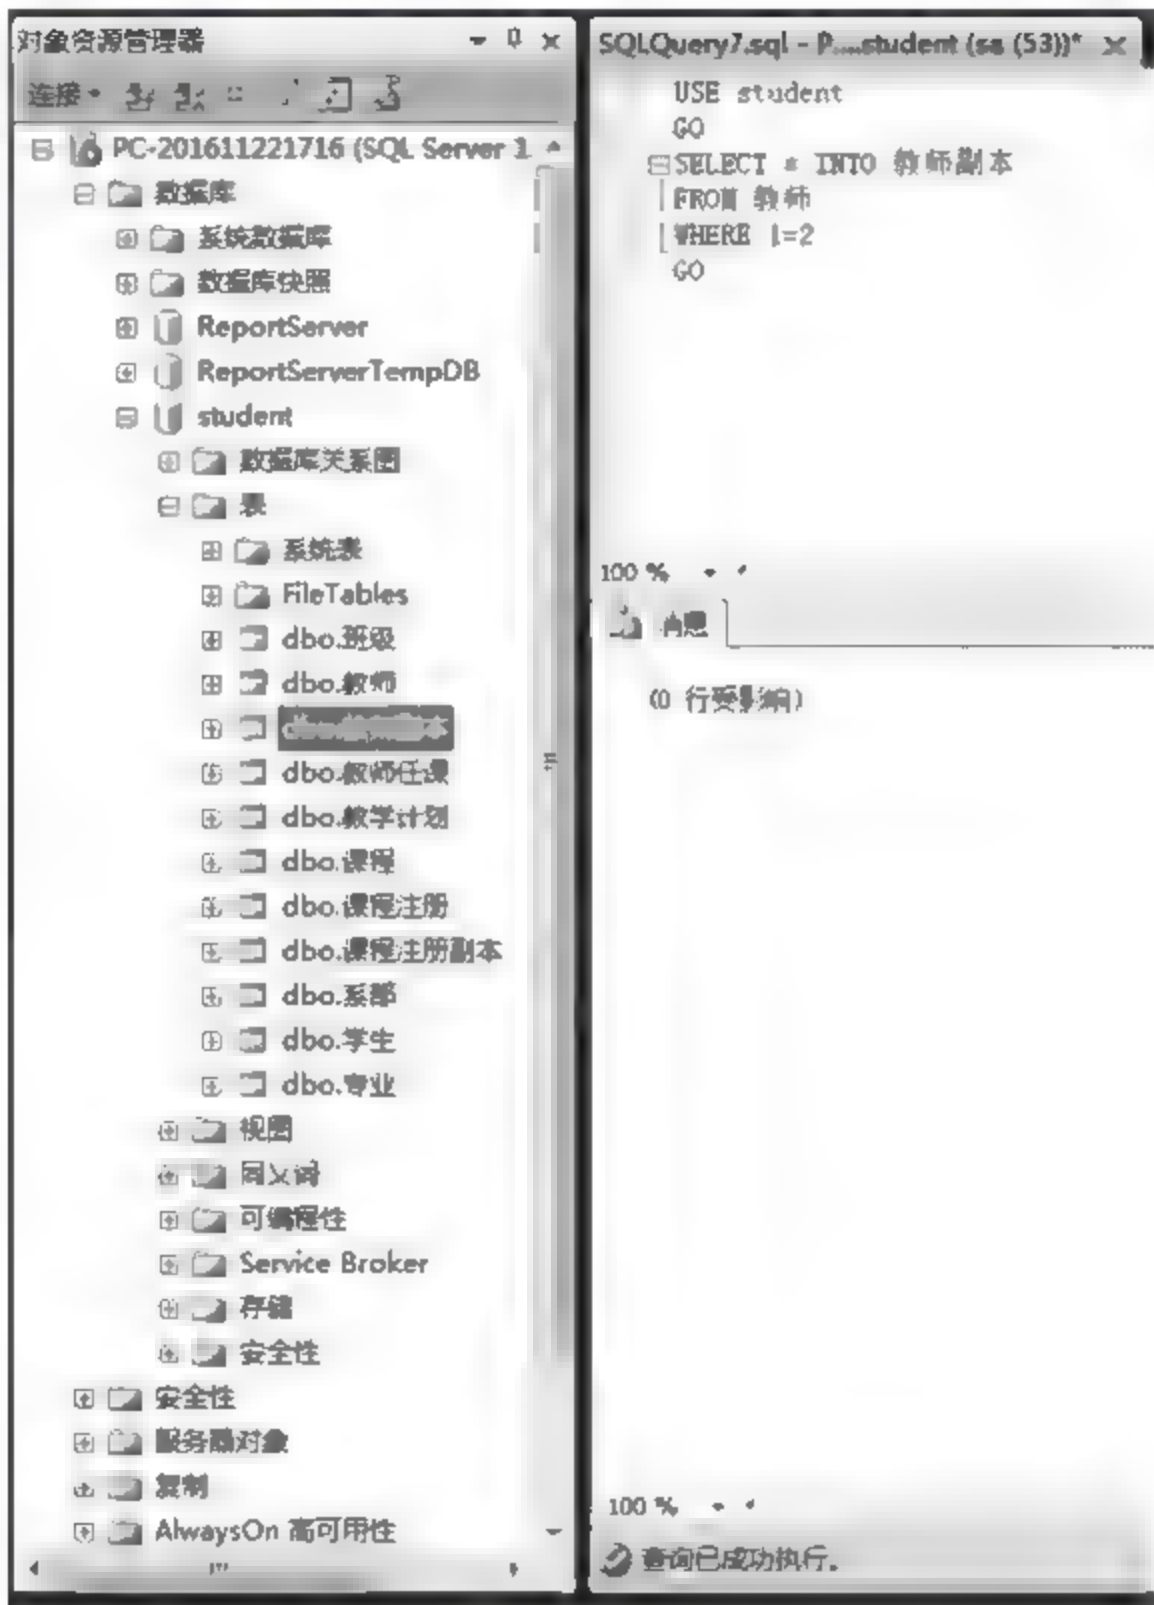 对象资源管理器
连接
PC-201611221716 (SQL Server 1
数据库
系统数据库
数据库快照
ReportServer
ReportServerTempDB
student
数据库关系图
表
系统表
FileTables
dbo.班级
dbo.教师
dbo.教师任课
dbo.教学计划
dbo.课程
dbo.课程注册
dbo.课程注册副本
dbo.系部
dbo.学生
dbo.专业
视图
同义词
可编程性
Service Broker
存储
安全性
安全性
服务器对象
复制
AlwaysOn 高可用性
SQLQuery7.sql - P....student (sa (53))*
USE student
GO
SELECT * INTO 教师副本
FROM 教师
WHERE 1=2
GO
100 %
消息
(0 行受影响)
100 %
查询已成功执行。